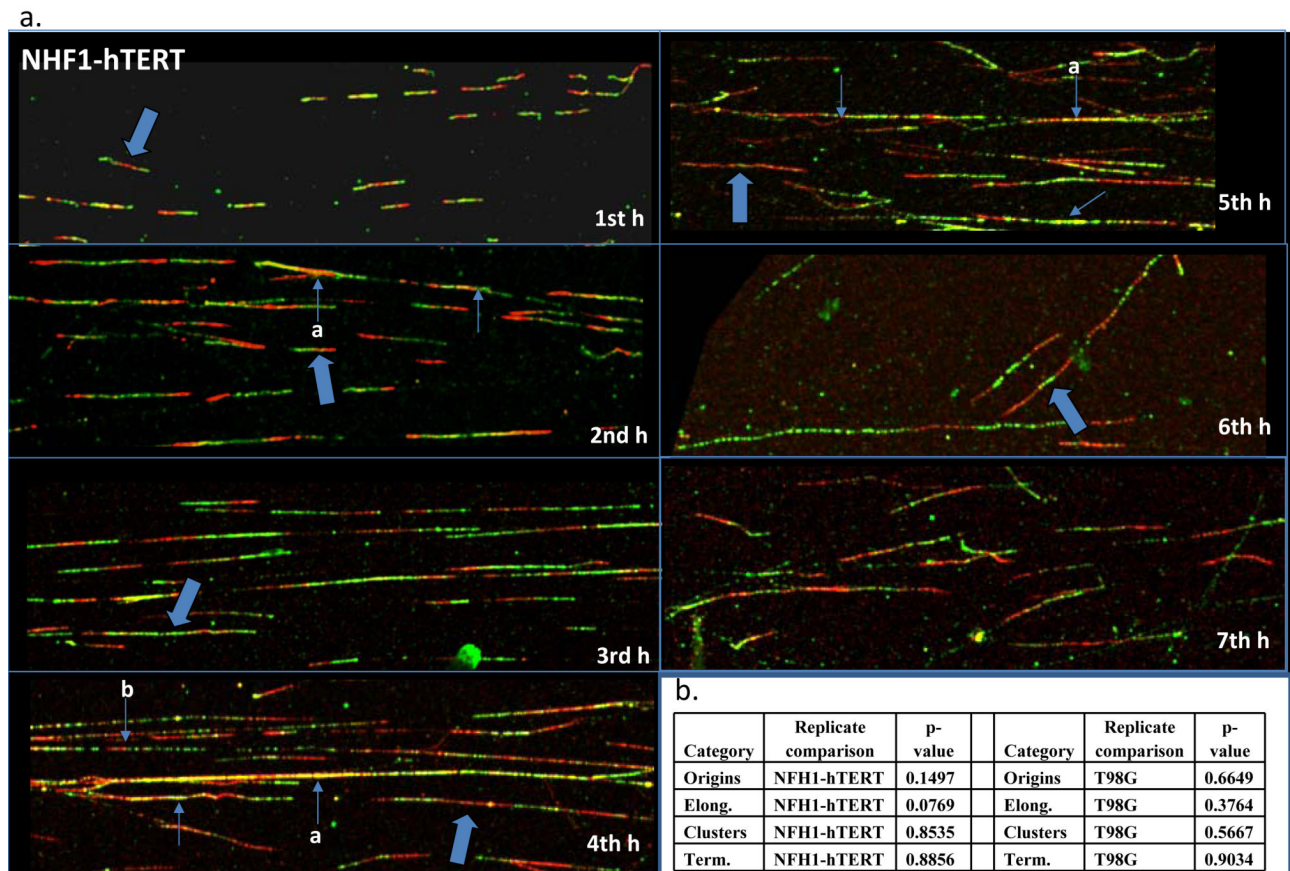 a.
NHF1-hTERT
1st h
a
2nd h
3rd h
b
a
4th h
a
5th h
6th h
7th h
b.
Category Replicate comparison p-value Category Replicate comparison p-value
Origins NFH1-hTERT 0.1497 Origins T98G 0.6649
Elong. NFH1-hTERT 0.0769 Elong. T98G 0.3764
Clusters NFH1-hTERT 0.8535 Clusters T98G 0.5667
Term. NFH1-hTERT 0.8856 Term. T98G 0.9034